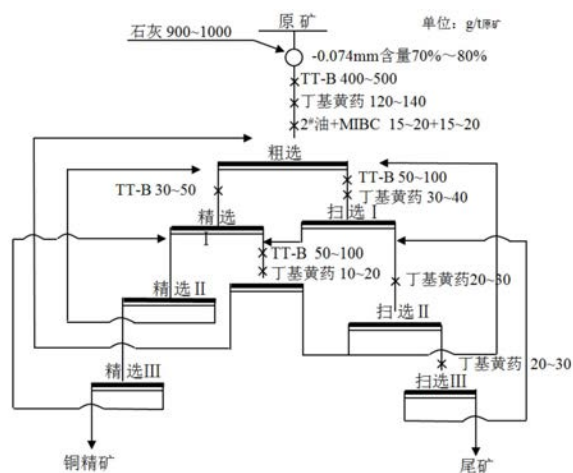 原矿
单位：g/t原矿
石灰 900~1000
-0.074mm含量70%～80%
TT-B 400~500
丁基黄药 120~140
2#油+MIBC 15~20+15~20
粗选
TT-B 30~50
TT-B 50~100
丁基黄药 30~40
精选
I
扫选 I
TT-B 50~100
丁基黄药 10~20
丁基黄药20~30
精选II
扫选II
丁基黄药 20~30
精选III
扫选III
铜精矿
尾矿